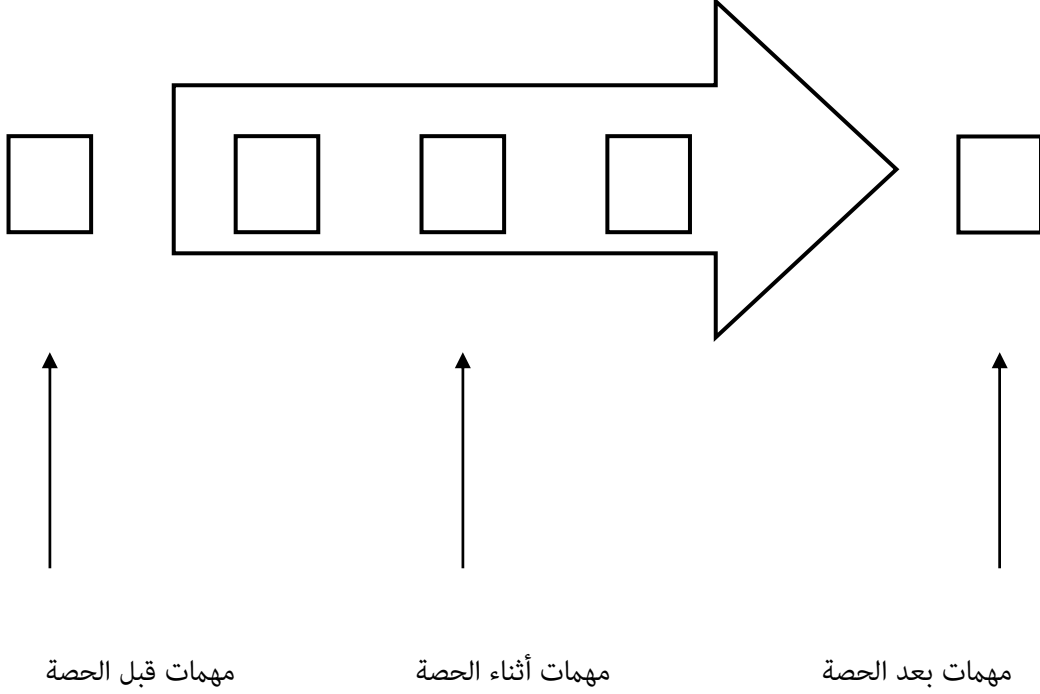 مهمات قبل الحصة
مهمات أثناء الحصة
مهمات بعد الحصة